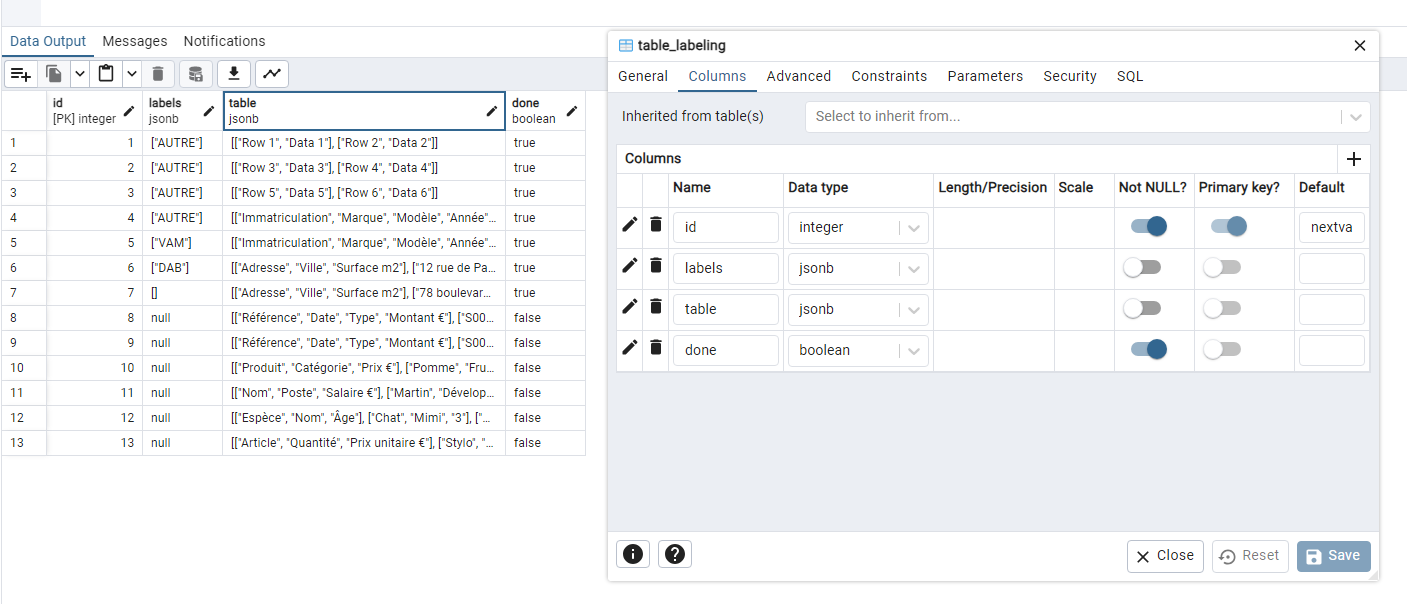 Data Output Messages Notifications
id labels table done
[PK] integer jsonb jsonb boolean
1 1 ["AUTRE"] [["Row 1", "Data 1"], ["Row 2", "Data 2"]] true
2 2 ["AUTRE"] [["Row 3", "Data 3"], ["Row 4", "Data 4"]] true
3 3 ["AUTRE"] [["Row 5", "Data 5"], ["Row 6", "Data 6"]] true
4 4 ["AUTRE"] [["Immatriculation", "Marque", "Modèle", "Année"... true
5 5 ["VAM"] [["Immatriculation", "Marque", "Modèle", "Année"... true
6 6 ["DAB"] [["Adresse", "Ville", "Surface m2"], ["12 rue de Pa... true
7 7 [] [["Adresse", "Ville", "Surface m2"], ["78 boulevar... true
8 8 null [["Référence", "Date", "Type", "Montant €"], ["S00... false
9 9 null [["Référence", "Date", "Type", "Montant €"], ["S00... false
10 10 null [["Produit", "Catégorie", "Prix €"], ["Pomme", "Fru... false
11 11 null [["Nom", "Poste", "Salaire €"], ["Martin", "Dévelop... false
12 12 null [["Espèce", "Nom", "Âge"], ["Chat", "Mimi", "3"], ["... false
13 13 null [["Article", "Quantité", "Prix unitaire €"], ["Stylo", "... false
table_labeling
General Columns Advanced Constraints Parameters Security SQL
Inherited from table(s) Select to inherit from...
Columns
Name Data type Length/Precision Scale Not NULL? Primary key? Default
id integer nextva
labels jsonb
table jsonb
done boolean
Close Reset Save